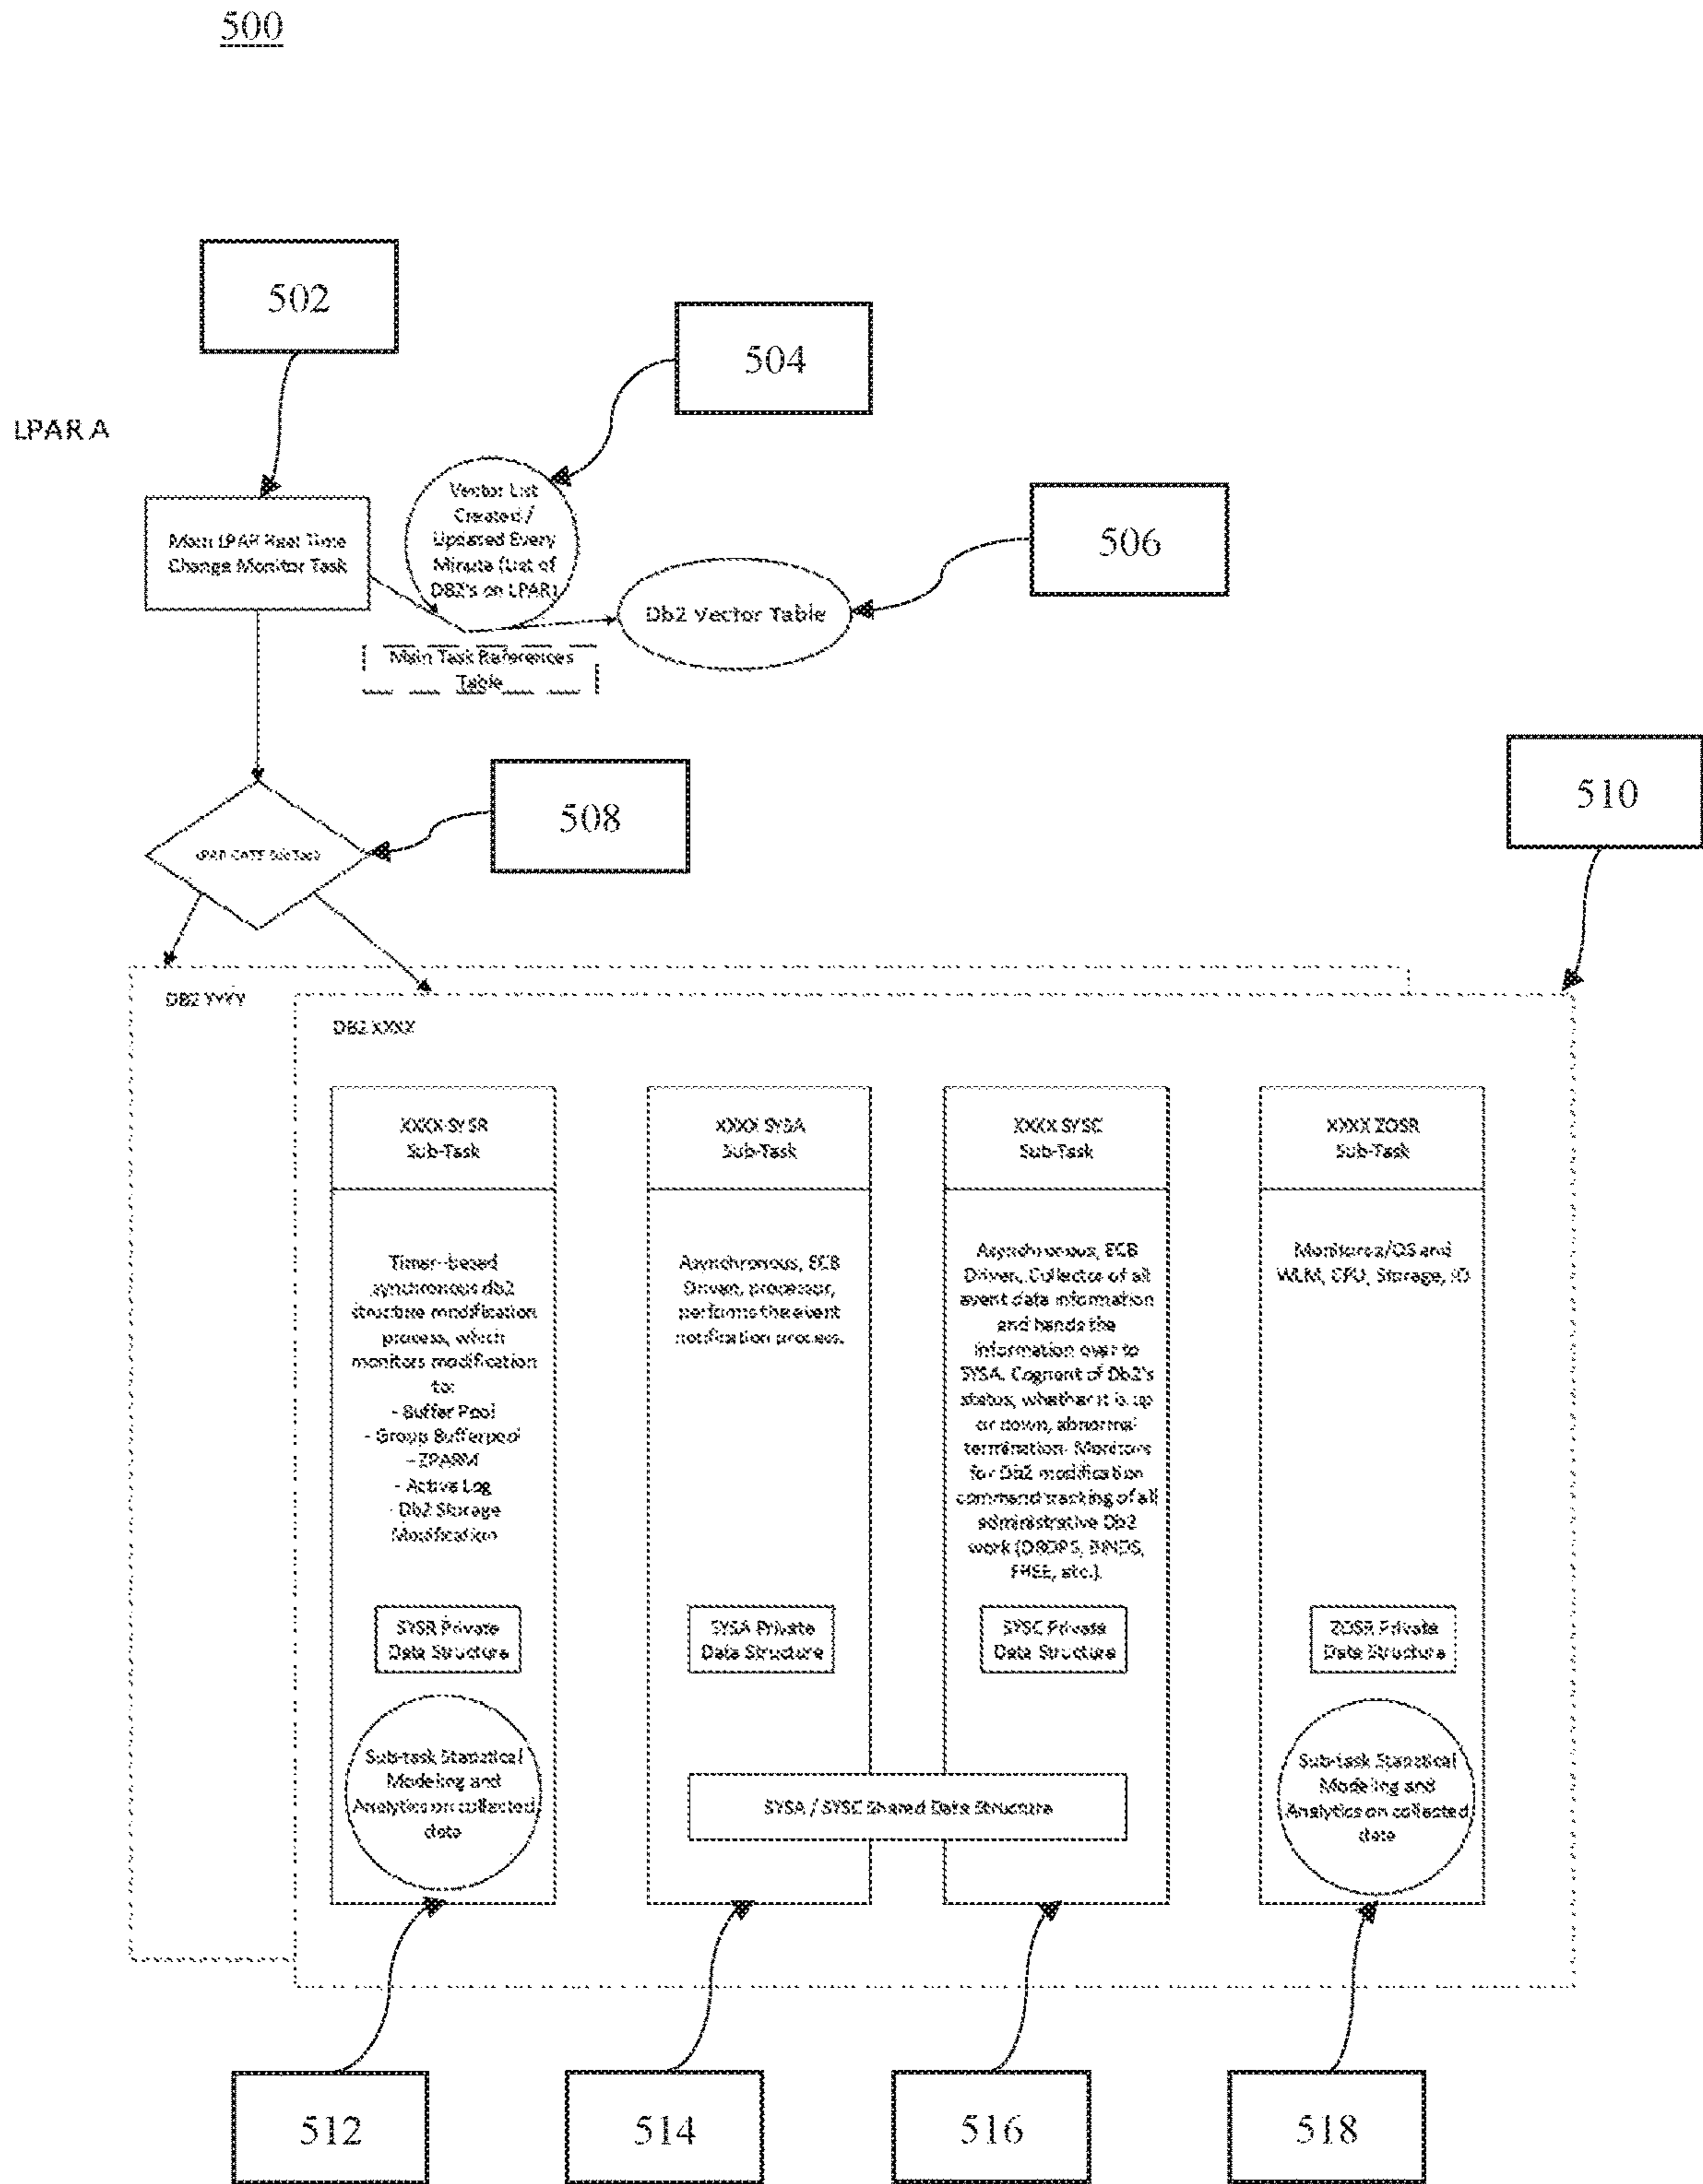 500
502
504
LPAR A
Vector List
Created /
Updated Every
Minute (List of
DB2's on LPAR)
506
Main LPAR Real Time
Change Monitor Task
Db2 Vector Table
Main Task References
Table
508
510
LPAR GATE SubTask
DB2 YYYY
DB2 XXXX
XXXX SYSR
Sub-Task
XXXX SYSA
Sub-Task
XXXX SYSC
Sub-Task
XXXX ZOSR
Sub-Task
Timer-based
synchronous db2
structure modification
process, which
monitors modification
to:
- Buffer Pool
- Group Bufferpool
- ZPARM
- Active Log
- Db2 Storage
Modification
Asynchronous, ECB
Driven, processor,
performs the event
notification process.
Asynchronous, ECB
Driven, Collector of all
event data information
and hands the
information over to
SYSA. Cognant of Db2's
status, whether it is up
or down, abnormal
termination. Monitors
for Db2 modification
command tracking of all
administrative Db2
work (DROPS, BINDS,
FREE, etc.).
Monitors z/OS and
WLM, CPU, Storage, IO
SYSR Private
Data Structure
SYSA Private
Data Structure
SYSC Private
Data Structure
ZOSR Private
Data Structure
Sub-task Statistical
Modeling and
Analytics on collected
data
SYSA / SYSC Shared Data Structure
Sub-task Statistical
Modeling and
Analytics on collected
data
512
514
516
518